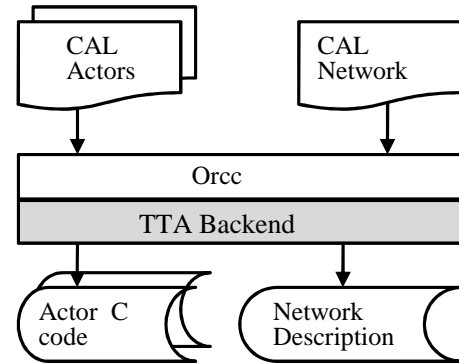 CAL
Actors
CAL
Network
Orcc
TTA Backend
Actor C
code
Network
Description